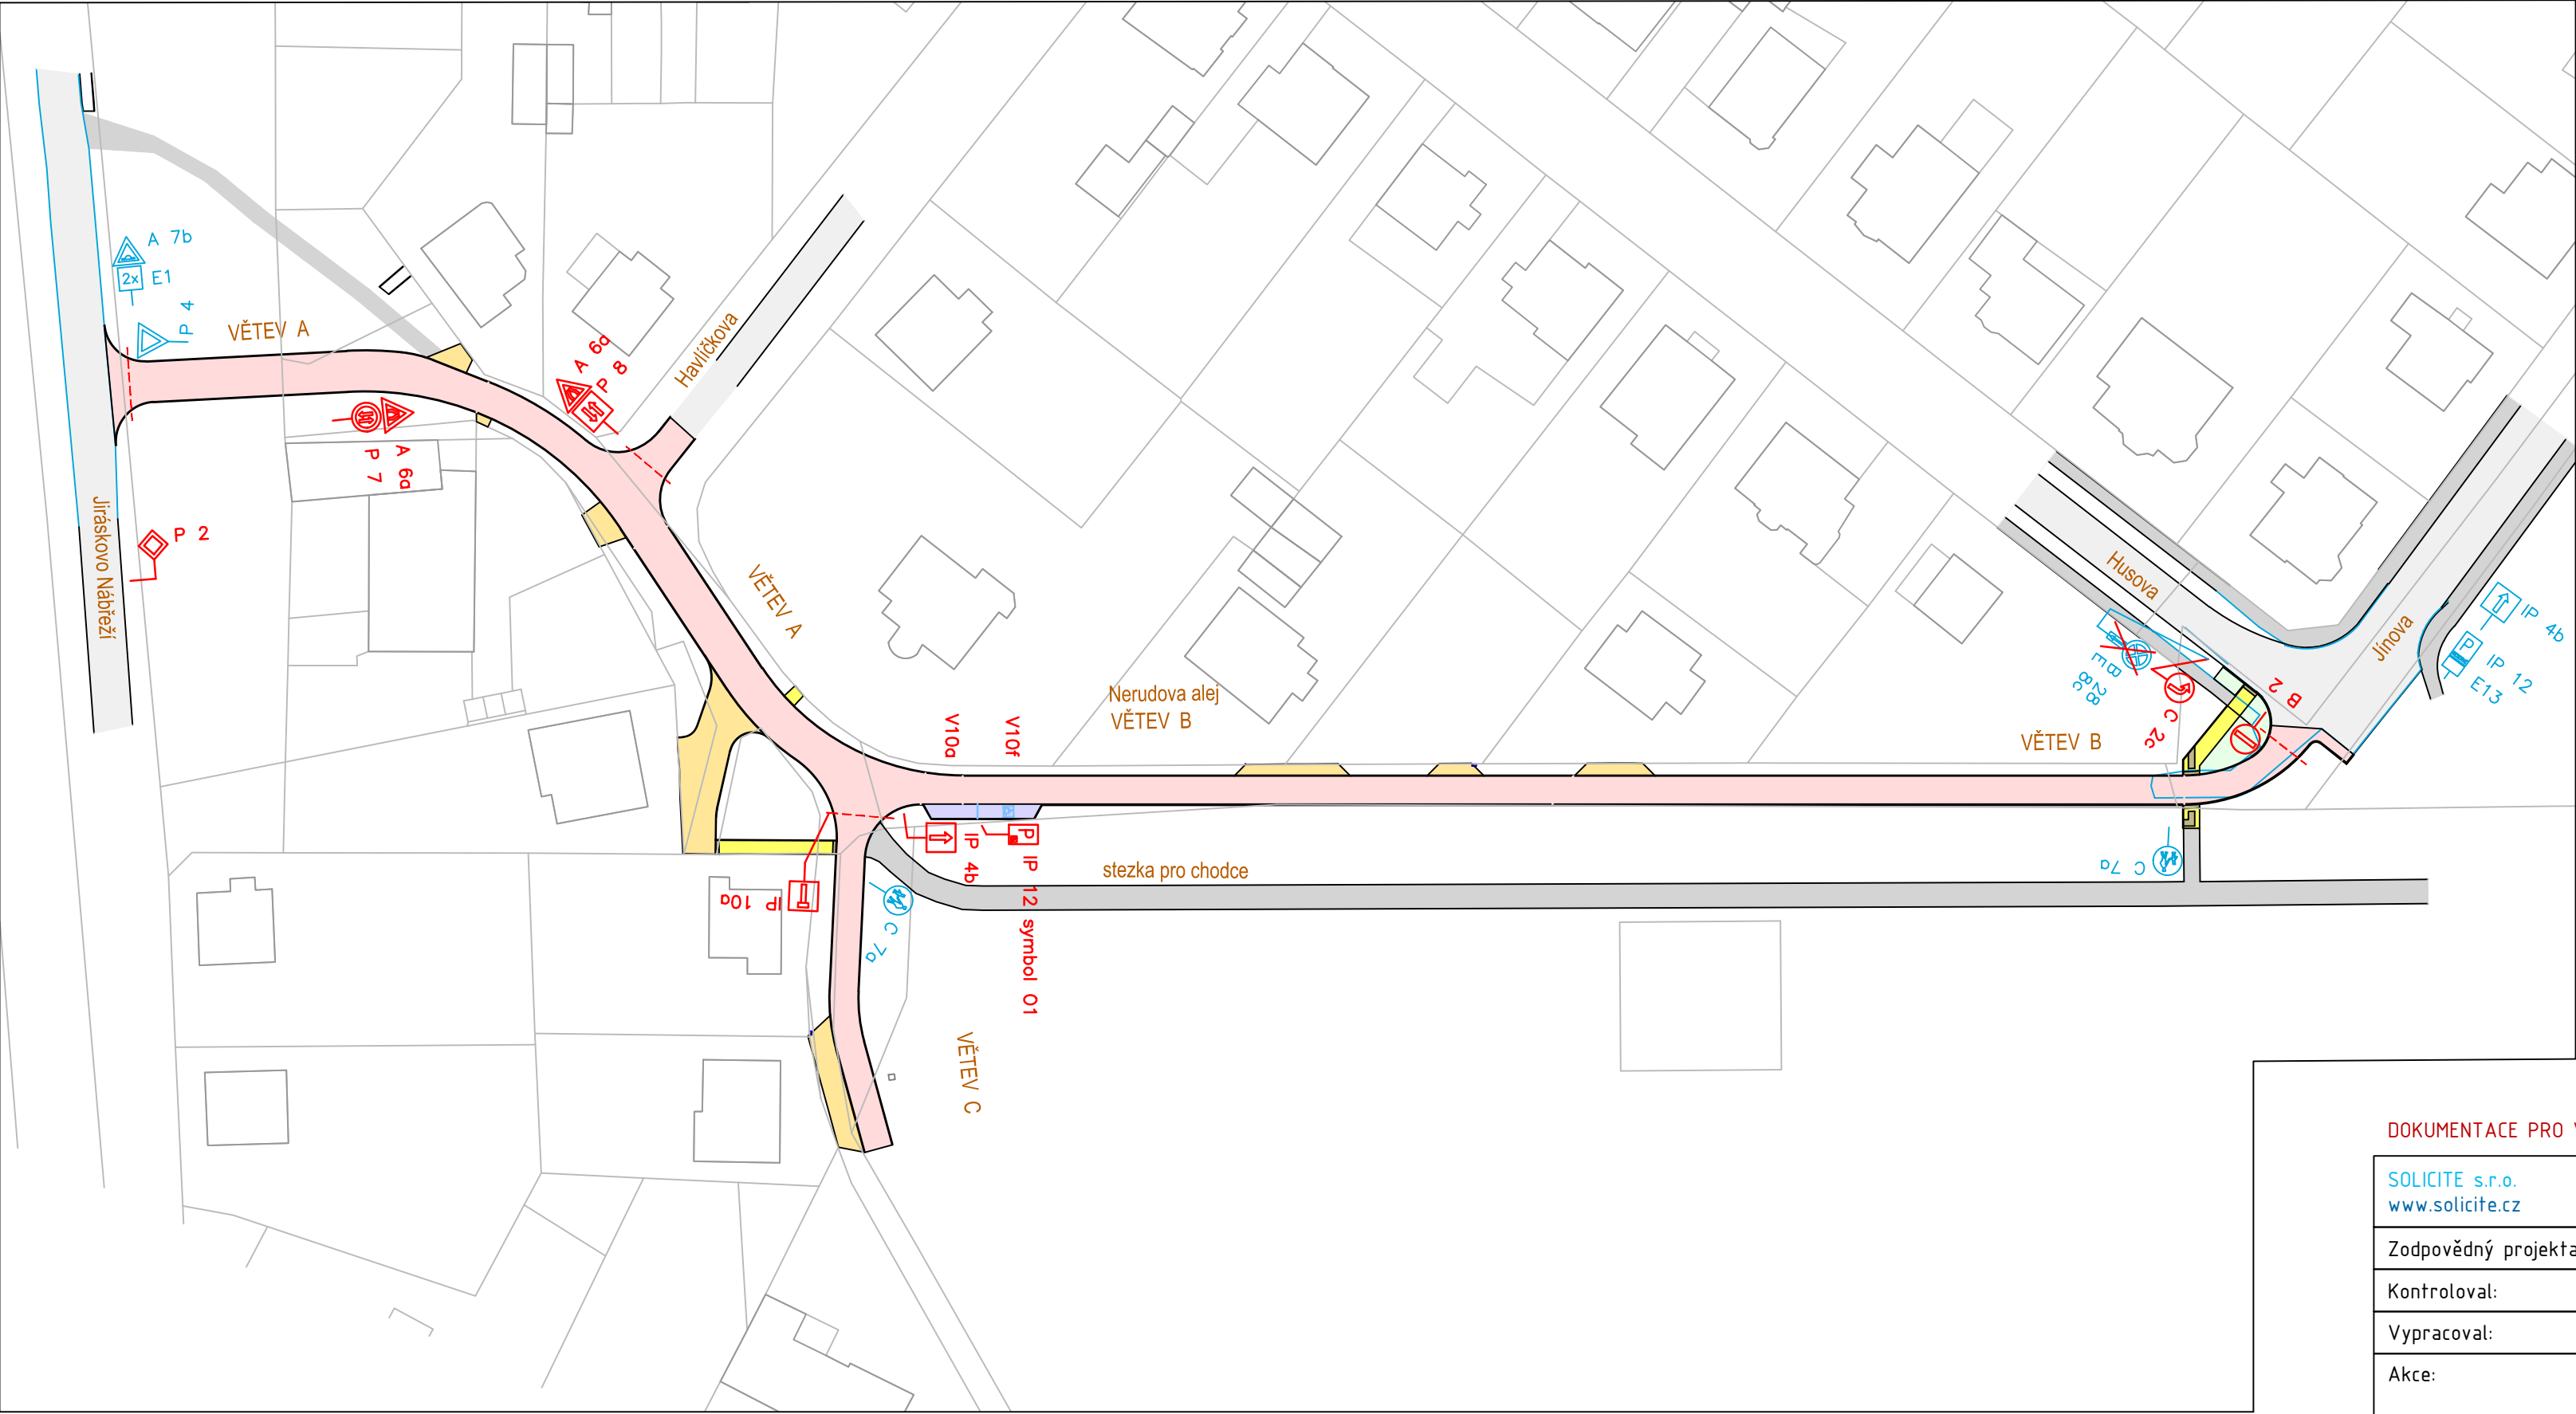 A 7b
2x
E1
P 4
VĚTEV A
A 6a
P 8
Havlíčkova
A 6a
P 7
Jiráskovo Nábřeží
P 2
VĚTEV A
Nerudova alej
VĚTEV B
V10a
V10f
P
IP 4b
IP 12 symbol O1
IP 10a
C 7a
stezka pro chodce
VĚTEV C
Husova
Jínova
IP 4b
P
IP 12
E13
B 28
E 8c
C 2c
B 2
VĚTEV B
C 7a
DOKUMENTACE PRO
SOLICITE s.r.o.
www.solicite.cz
Zodpovědný projekta
Kontroloval:
Vypracoval:
Akce: